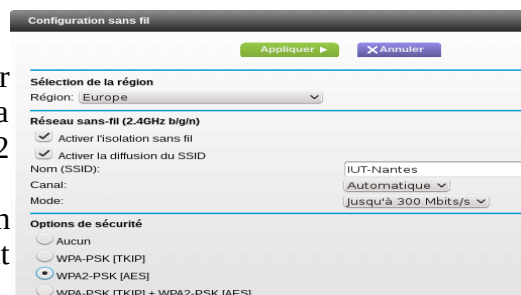 Configuration sans fil
Appliquer
Annuler
r
Sélection de la région
Région: Europe
a
Réseau sans-fil (2.4GHz b/g/n)
Activer l'isolation sans fil
2
Activer la diffusion du SSID
Nom (SSID): IUT-Nantes
Canal: Automatique
Mode: Jusqu'à 300 Mbits/s
n
Options de sécurité
Aucun
t
WPA-PSK [TKIP]
WPA2-PSK [AES]
WPA-PSK [TKIP] + WPA2-PSK [AES]